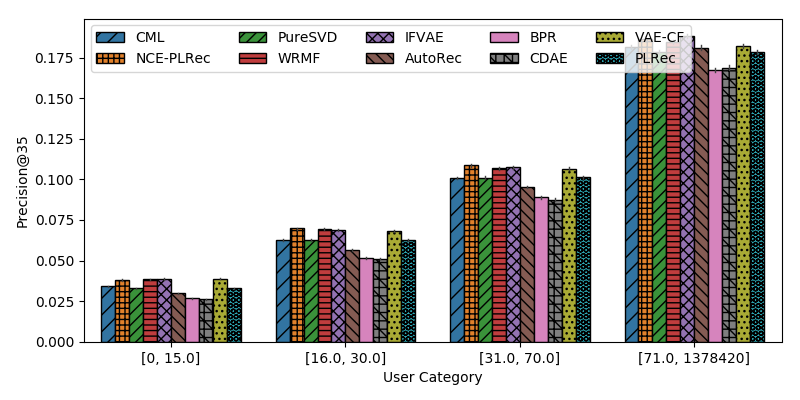 CML PureSVD IFVAE BPR VAE-CF
NCE-PLRec WRMF AutoRec CDAE PLRec
0.175
0.150
0.125
0.100
0.075
0.050
0.025
0.000
Precision@35
[0, 15.0] [16.0, 30.0] [31.0, 70.0] [71.0, 1378420]
User Category